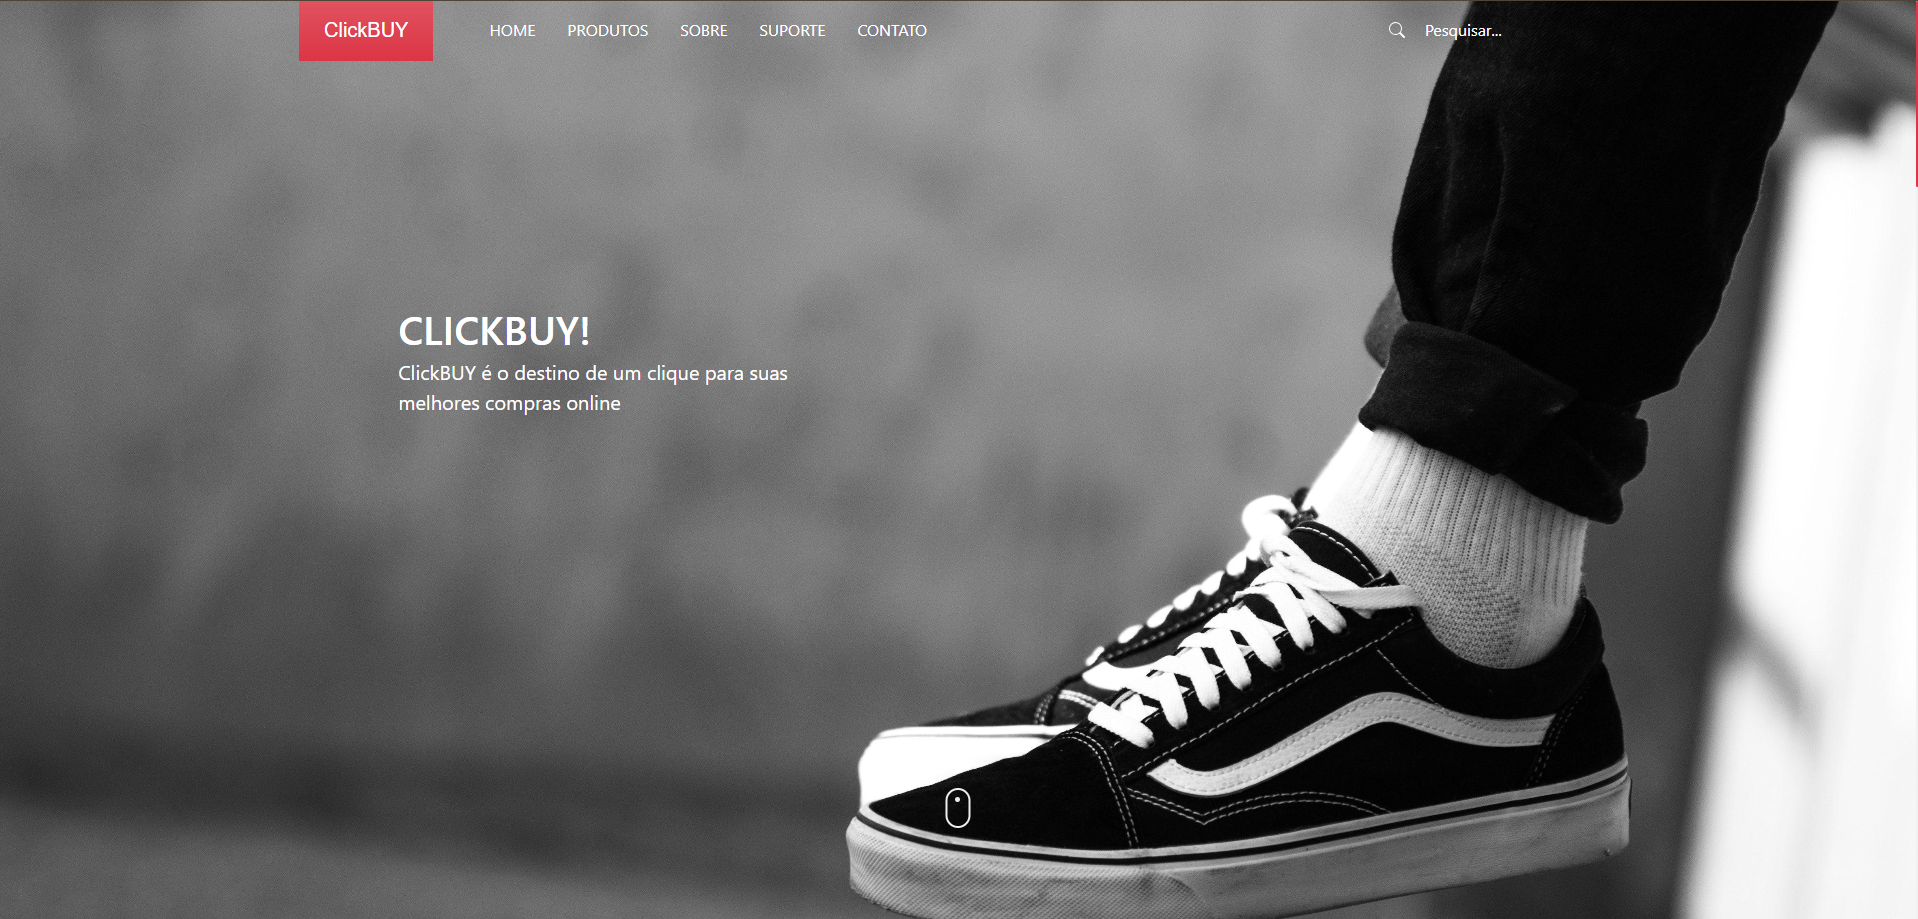 ClickBUY
HOME PRODUTOS SOBRE SUPORTE CONTATO
Pesquisar...
CLICKBUY!
ClickBUY é o destino de um clique para suas
melhores compras online